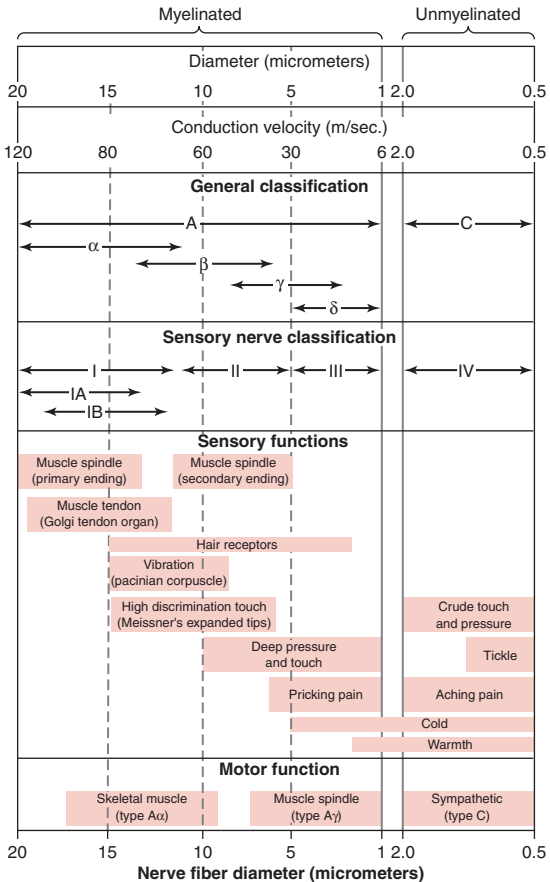 Myelinated Unmyelinated
Diameter (micrometers)
20 15 10 5 1 2.0 0.5
Conduction velocity (m/sec.)
120 80 60 30 6 2.0 0.5
General classification
A C
α
β
γ
δ
Sensory nerve classification
I II III IV
IA
IB
Sensory functions
Muscle spindle Muscle spindle
(primary ending) (secondary ending)
Muscle tendon
(Golgi tendon organ)
Hair receptors
Vibration
(pacinian corpuscle)
High discrimination touch Crude touch
(Meissner's expanded tips) and pressure
Deep pressure
and touch
Tickle
Pricking pain Aching pain
Cold
Warmth
Motor function
Skeletal muscle Muscle spindle Sympathetic
(type Aα) (type Aγ) (type C)
20 15 10 5 1 2.0 0.5
Nerve fiber diameter (micrometers)